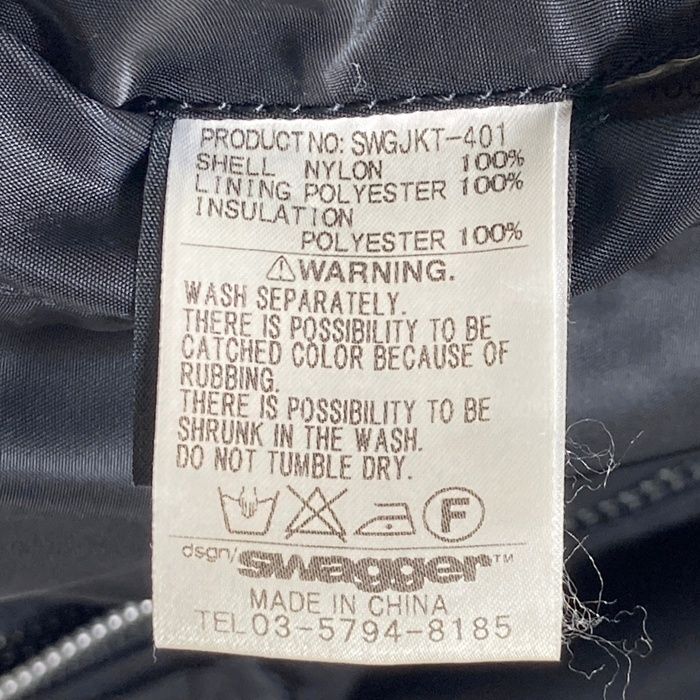 PRODUCT NO: SWGJKT-401
SHELL NYLON 100%
LINING POLYESTER 100%
INSULATION
POLYESTER 100%
⚠WARNING.
WASH SEPARATELY.
THERE IS POSSIBILITY TO BE
CATCHED COLOR BECAUSE OF
RUBBING.
THERE IS POSSIBILITY TO BE
SHRUNK IN THE WASH.
DO NOT TUMBLE DRY.
F
dsgn/swagger™
MADE IN CHINA
TEL 03-5794-8185